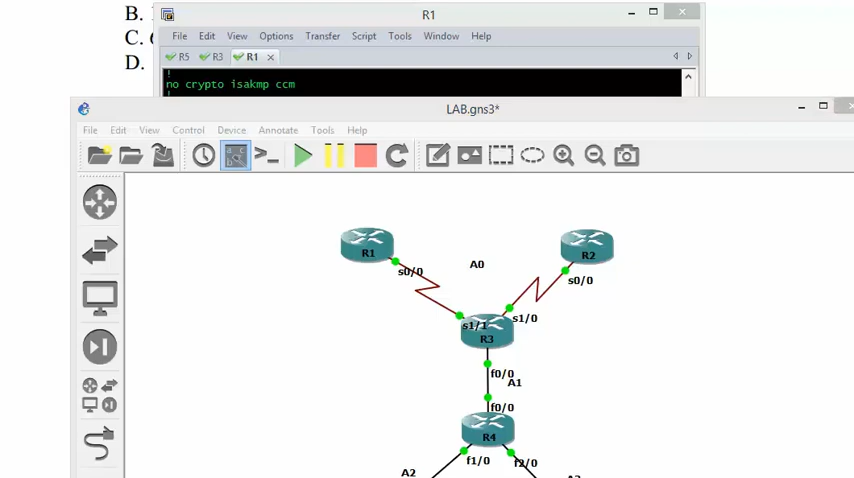 B.
C.
D.
R1
File Edit View Options Transfer Script Tools Window Help
R5 R3 R1
!
no crypto isakmp ccm
!
LAB.gns3*
File Edit View Control Device Annotate Tools Help
R1
R2
A0
s0/0
s0/0
s1/1
s1/0
R3
f0/0
A1
f0/0
R4
f1/0
f2/0
A2